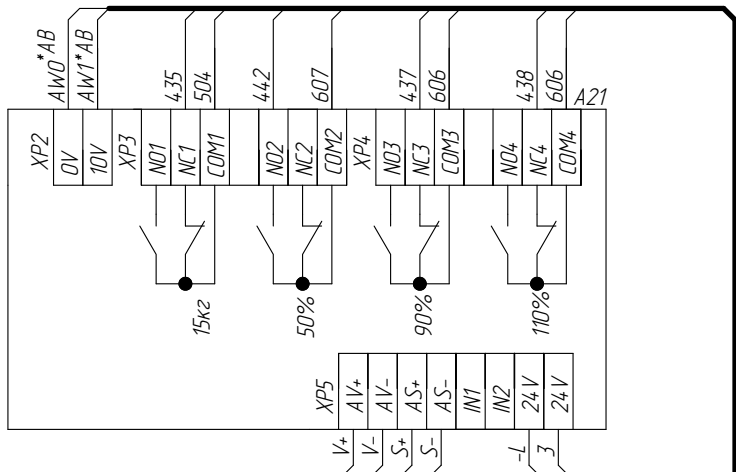 AW0*AB
AW1*AB
435
504
442
607
437
606
438
606
A21
XP2
0V
10V
XP3
NO1
NC1
COM1
NO2
NC2
COM2
XP4
NO3
NC3
COM3
NO4
NC4
COM4
15кг
50%
90%
110%
XP5
AV+
AV-
AS+
AS-
IN1
IN2
24V
24V
V+
V-
S+
S-
-L
3